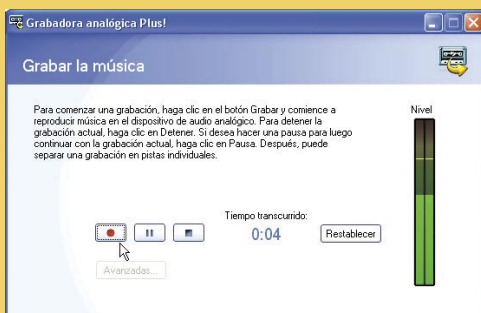 Grabadora analógica Plus!
Grabar la música
Para comenzar una grabación, haga clic en el botón Grabar y comience a
reproducir música en el dispositivo de audio analógico. Para detener la
grabación actual, haga clic en Detener. Si desea hacer una pausa para luego
continuar con la grabación actual, haga clic en Pausa. Después, puede
separar una grabación en pistas individuales.
Nivel
Tiempo transcurrido:
0:04
Restablecer
Avanzadas...